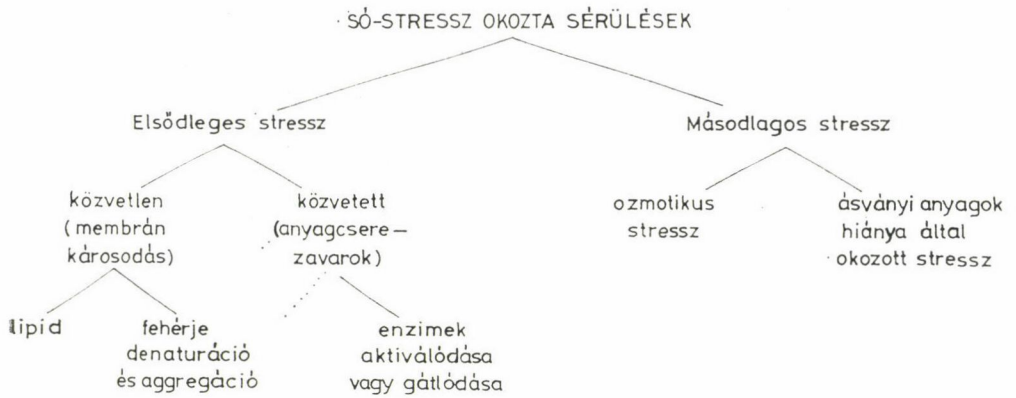 SÓ-STRESSZ OKOZTA SÉRÜLÉSEK
Elsődleges stressz
Másodlagos stressz
közvetlen
(membrán
károsodás)
közvetett
(anyagcsere-
zavarok)
ozmotikus
stressz
ásványi anyagok
hiánya által
okozott stressz
lipid
fehérje
denaturáció
és aggregáció
enzimek
aktiválódása
vagy gátlódása